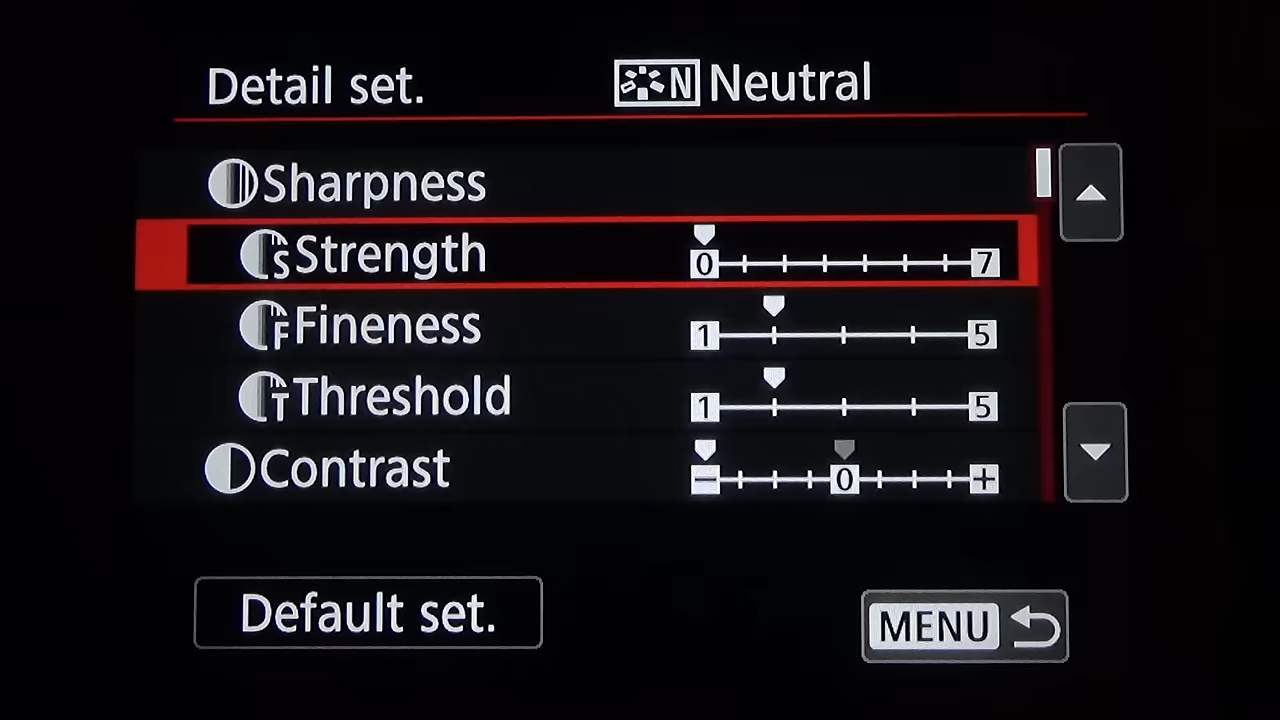 Detail set. N Neutral
Sharpness
S Strength 0 7
F Fineness 1 5
T Threshold 1 5
Contrast − 0 +
Default set. MENU